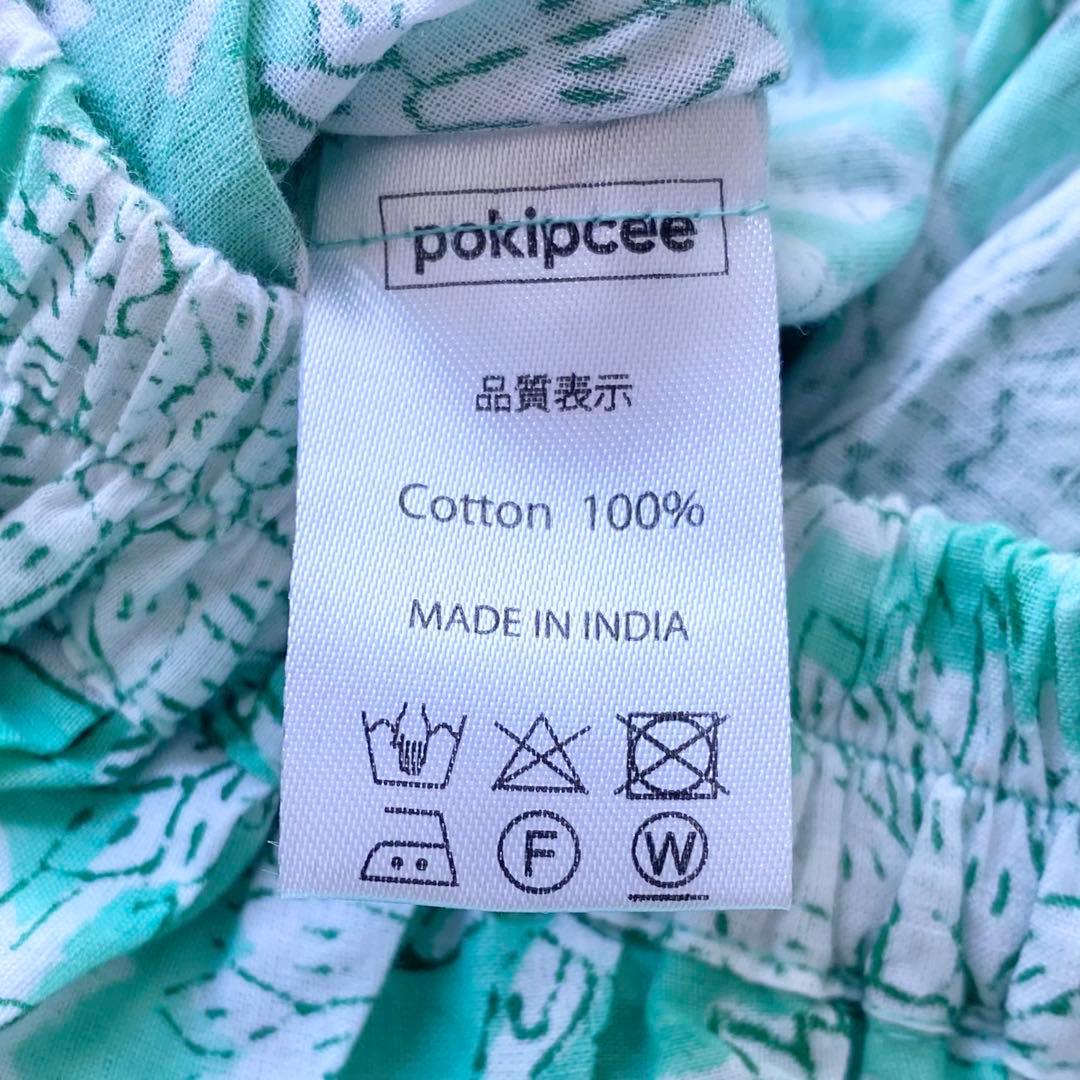 pokipcee
品質表示
Cotton 100%
MADE IN INDIA
F W